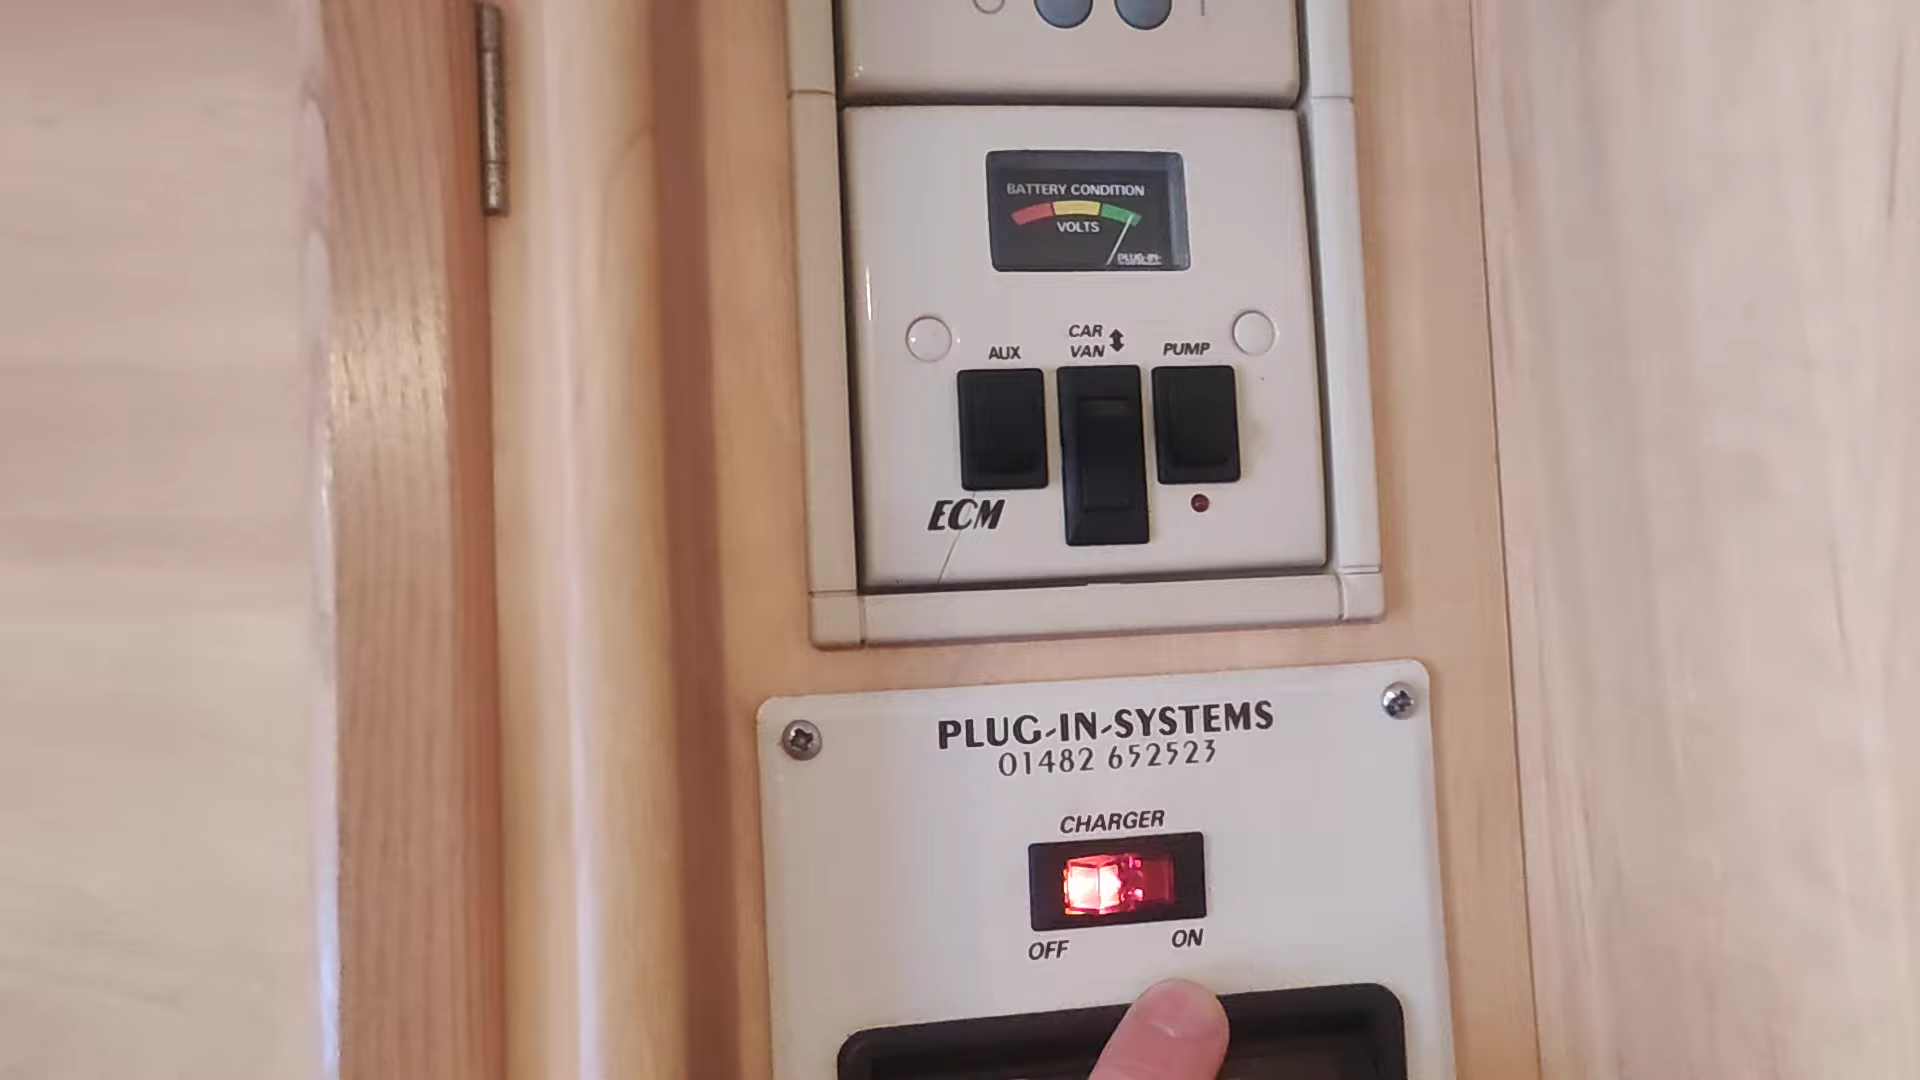 BATTERY CONDITION
VOLTS
PLUG-IN-
AUX
CAR
VAN
PUMP
ECM
PLUG-IN-SYSTEMS
01482 652523
CHARGER
OFF
ON